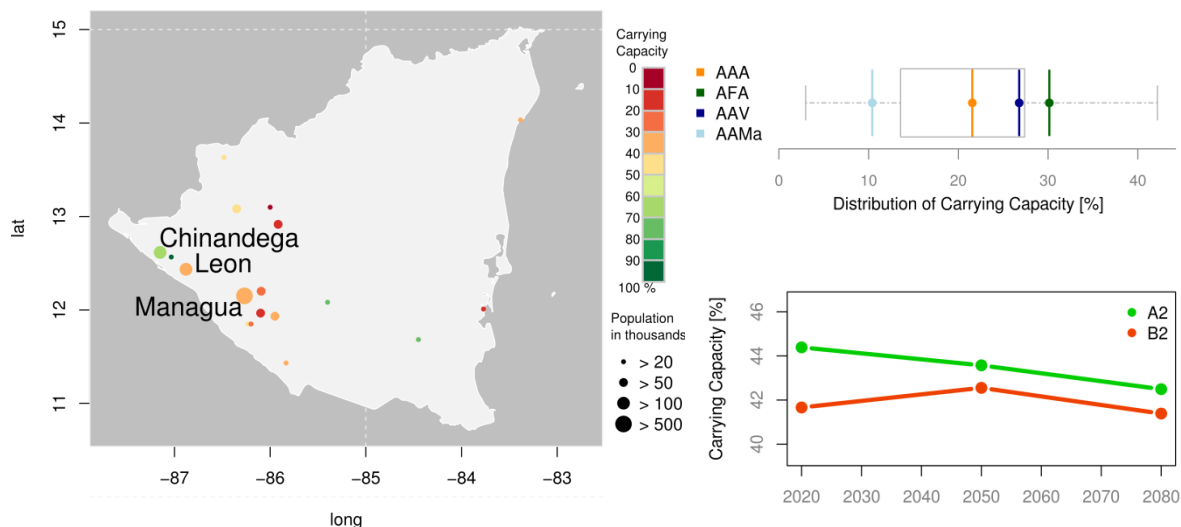 15
14
13
12
11
lat
−87
−86
−85
−84
−83
long
Chinandega
Leon
Managua
Carrying
Capacity
0
10
20
30
40
50
60
70
80
90
100 %
Population
in thousands
> 20
> 50
> 100
> 500
AAA
AFA
AAV
AAMa
0
10
20
30
40
Distribution of Carrying Capacity [%]
Carrying Capacity [%]
46
44
42
40
A2
B2
2020
2030
2040
2050
2060
2070
2080